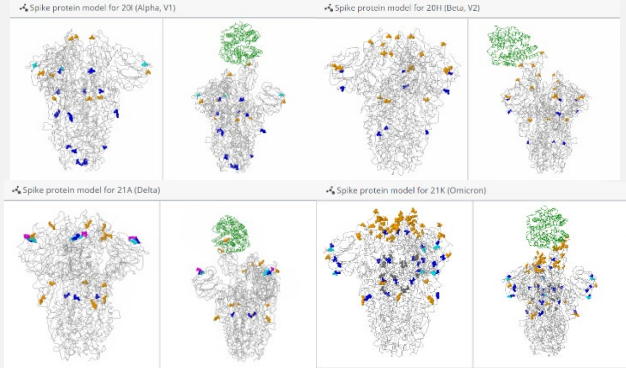 Spike protein model for 20I (Alpha, V1)
Spike protein model for 20H (Beta, V2)
Spike protein model for 21A (Delta)
Spike protein model for 21K (Omicron)